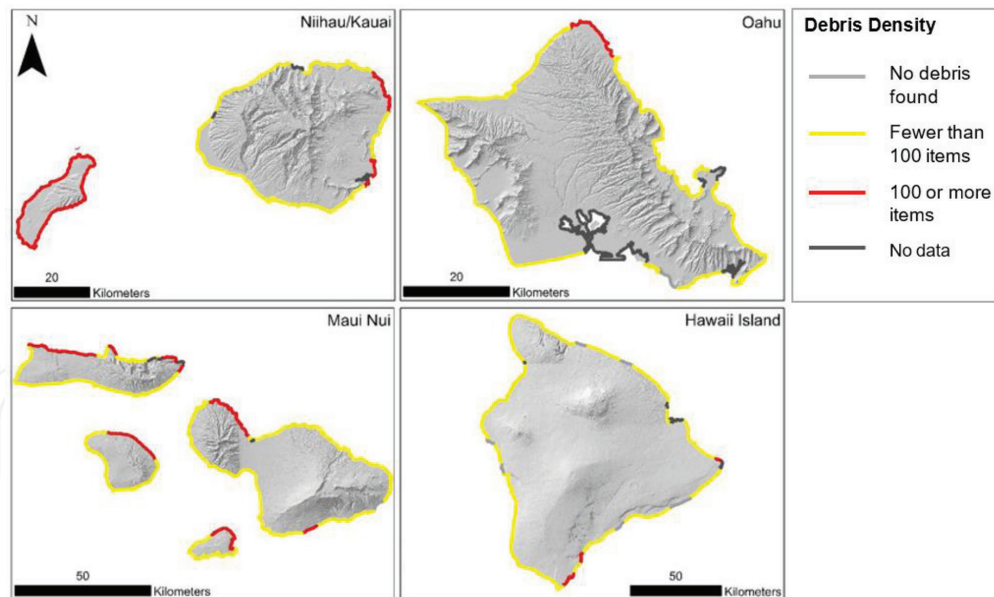 N
Niihau/Kauai
20
Kilometers
Oahu
20
Kilometers
Debris Density
No debris
found
Fewer than
100 items
100 or more
items
No data
Maui Nui
50
Kilometers
Hawaii Island
50
Kilometers